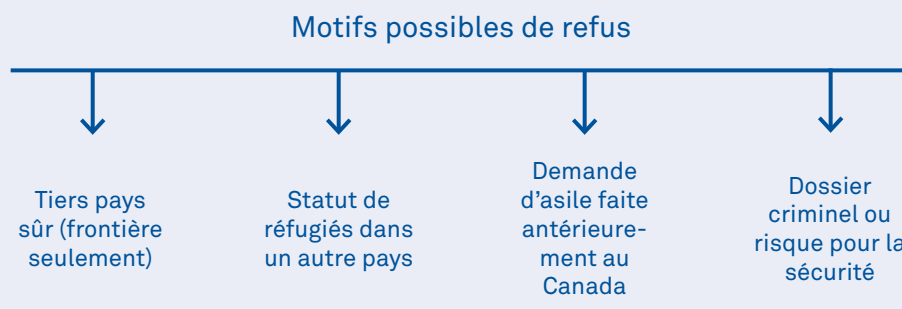 Motifs possibles de refus
Tiers pays
sûr (frontière
seulement)
Statut de
réfugiés dans
un autre pays
Demande
d'asile faite
antérieure-
ment au
Canada
Dossier
criminel ou
risque pour la
sécurité